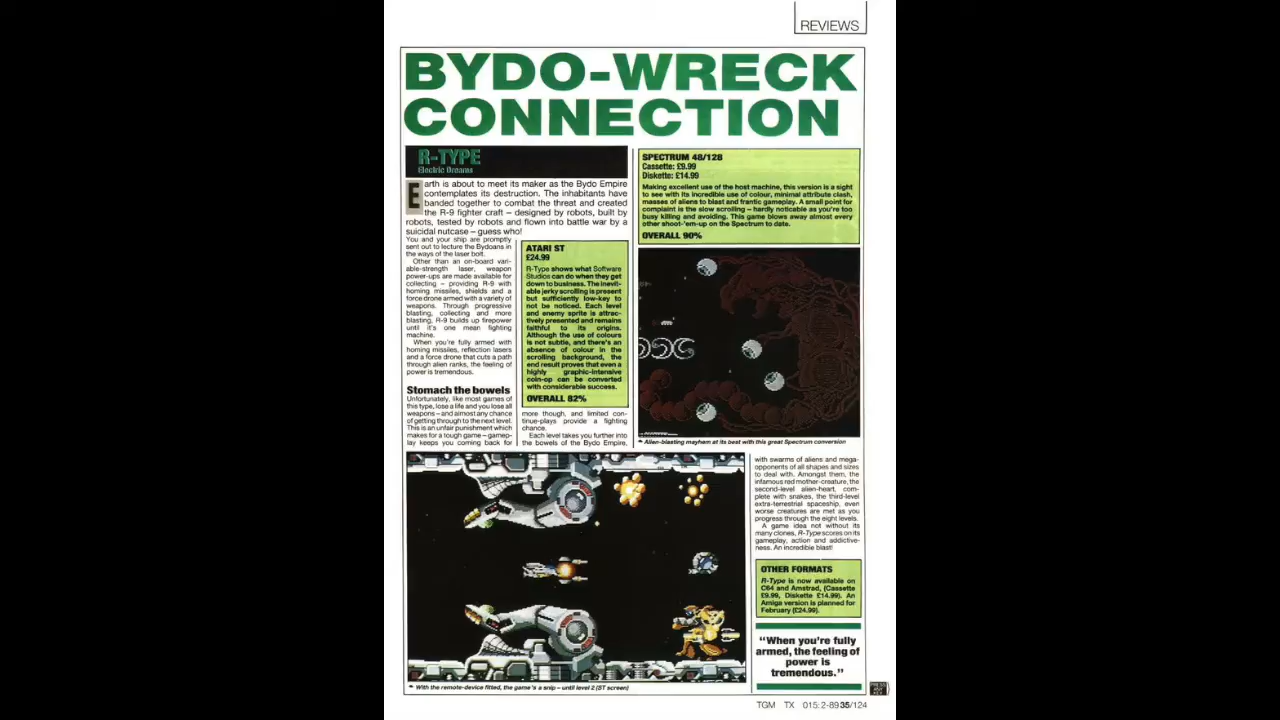 REVIEWS
BYDO-WRECK
CONNECTION
R-TYPE
Electric Dreams
Earth is about to meet its maker as the Bydo Empire
contemplates its destruction. The inhabitants have
banded together to combat the threat and created
the R-9 fighter craft – designed by robots, built by
robots, tested by robots and flown into battle war by a
suicidal nutcase – guess who!
You and your ship are promptly
sent out to lecture the Bydoans in
the ways of the laser bolt.
Other than an on-board vari-
able-strength laser, weapon
power-ups are made available for
collecting – providing R-9 with
homing missiles, shields and a
force drone armed with a variety of
weapons. Through progressive
blasting, collecting and more
blasting, R-9 builds up firepower
until it's one mean fighting
machine.
When you're fully armed with
homing missiles, reflection lasers
and a force drone that cuts a path
through alien ranks, the feeling of
power is tremendous.
Stomach the bowels
Unfortunately, like most games of
this type, lose a life and you lose all
weapons – and almost any chance
of getting through to the next level.
This is an unfair punishment which
makes for a tough game – gamep-
lay keeps you coming back for
ATARI ST
£24.99
R-Type shows what Software
Studios can do when they get
down to business. The inevit-
able jerky scrolling is present
but sufficiently low-key to
not be noticed. Each level
and enemy sprite is attrac-
tively presented and remains
faithful to its origins.
Although the use of colours
is not subtle, and there's an
absence of colour in the
scrolling background, the
end result proves that even a
highly graphic-intensive
coin-op can be converted
with considerable success.
OVERALL 82%
more though, and limited con-
tinue-plays provide a fighting
chance.
Each level takes you further into
the bowels of the Bydo Empire,
SPECTRUM 48/128
Cassette: £9.99
Diskette: £14.99
Making excellent use of the host machine, this version is a sight
to see with its incredible use of colour, minimal attribute clash,
masses of aliens to blast and frantic gameplay. A small point for
complaint is the slow scrolling – hardly noticeable as you're too
busy killing and avoiding. This game blows away almost every
other shoot-'em-up on the Spectrum to date.
OVERALL 90%
Alien-blasting mayhem at its best with this great Spectrum conversion
with swarms of aliens and mega-
opponents of all shapes and sizes
to deal with. Amongst them, the
infamous red mother-creature, the
second-level alien-heart, com-
plete with snakes, the third-level
extra-terrestrial spaceship, even
worse creatures are met as you
progress through the eight levels.
A game idea not without its
many clones, R-Type scores on its
gameplay, action and addictive-
ness. An incredible blast!
OTHER FORMATS
R-Type is now available on
C64 and Amstrad, (Cassette
£9.99, Diskette £14.99). An
Amiga version is planned for
February (£24.99).
"When you're fully
armed, the feeling of
power is
tremendous."
With the remote-device fitted, the game's a snip – until level 2 (ST screen)
PRESS
ANY
KEY
TGM TX 015:2-89 35/124